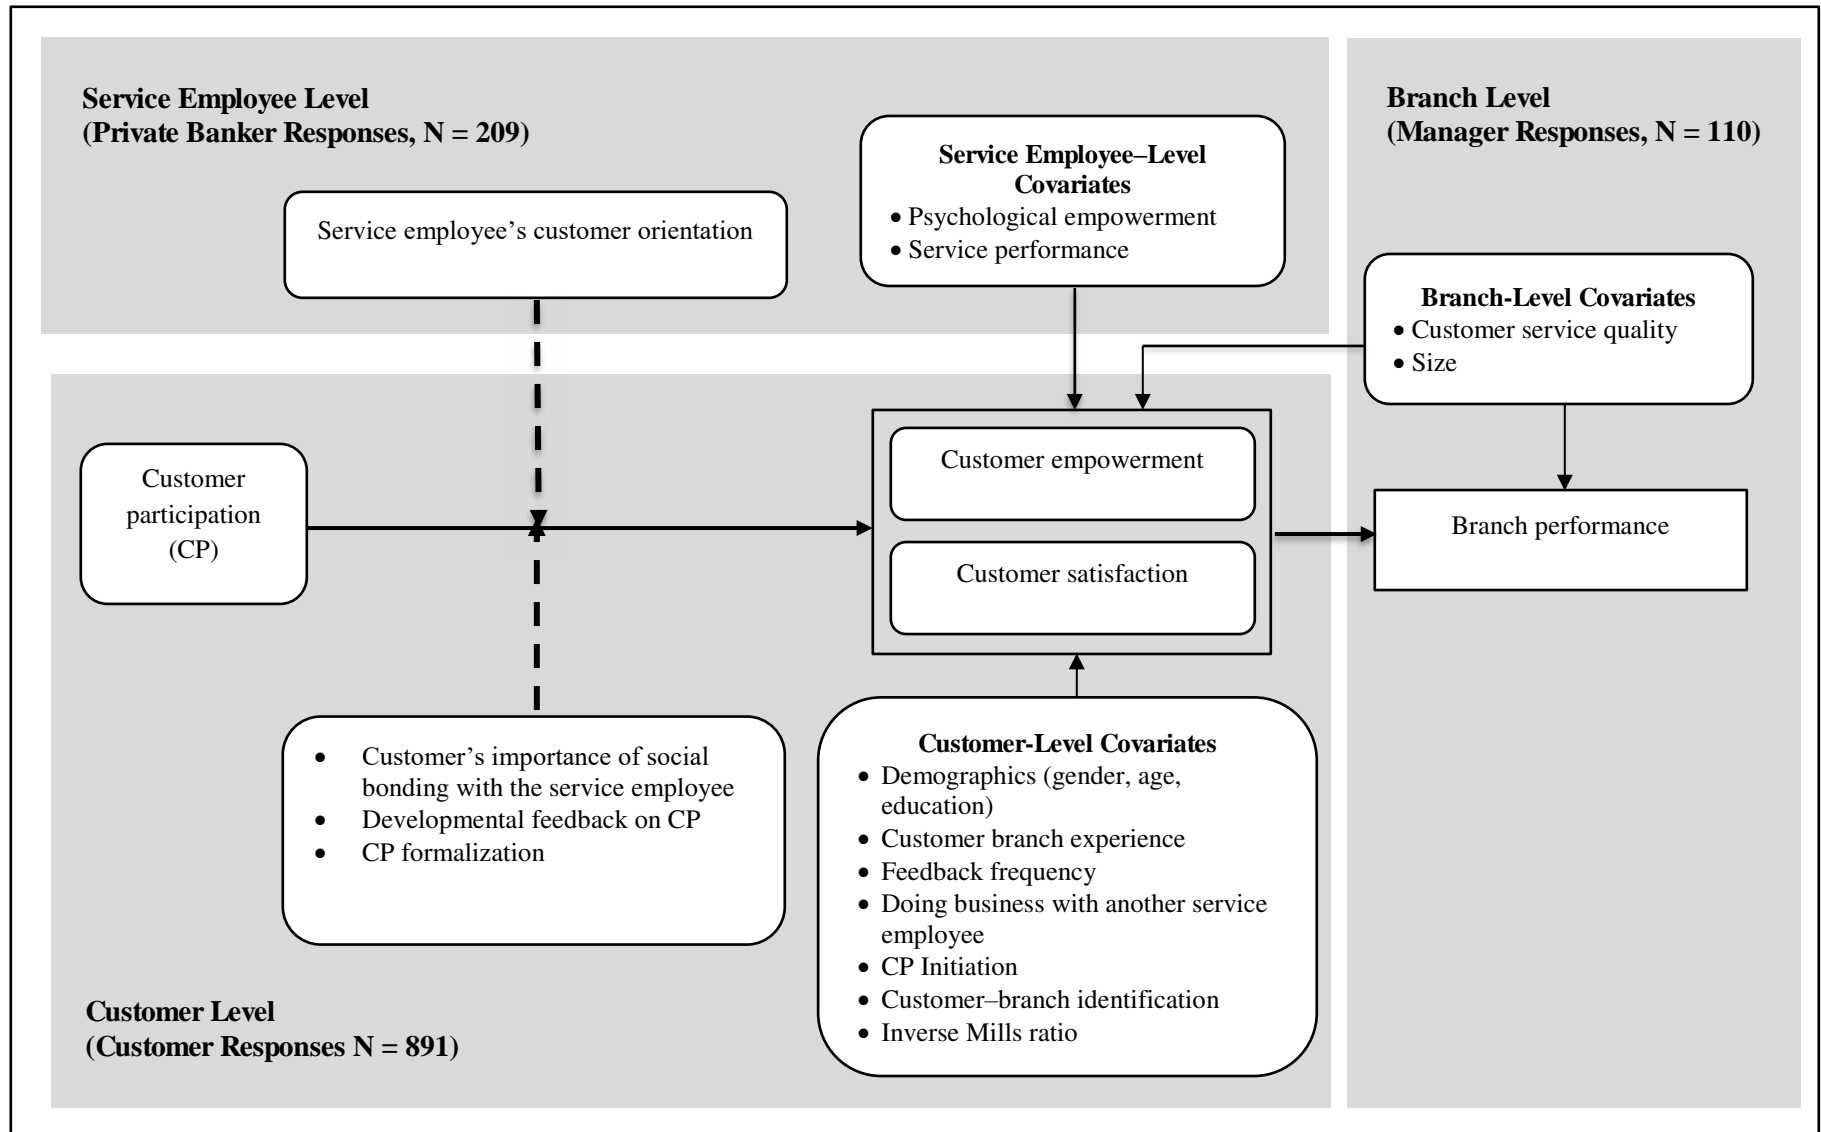 Service Employee Level
(Private Banker Responses, N = 209)
Service employee’s customer orientation
Service Employee–Level
Covariates
• Psychological empowerment
• Service performance
Branch Level
(Manager Responses, N = 110)
Branch-Level Covariates
• Customer service quality
• Size
Customer
participation
(CP)
Customer empowerment
Customer satisfaction
Branch performance
• Customer’s importance of social
bonding with the service employee
• Developmental feedback on CP
• CP formalization
Customer-Level Covariates
• Demographics (gender, age,
education)
• Customer branch experience
• Feedback frequency
• Doing business with another service
employee
• CP Initiation
• Customer–branch identification
• Inverse Mills ratio
Customer Level
(Customer Responses N = 891)